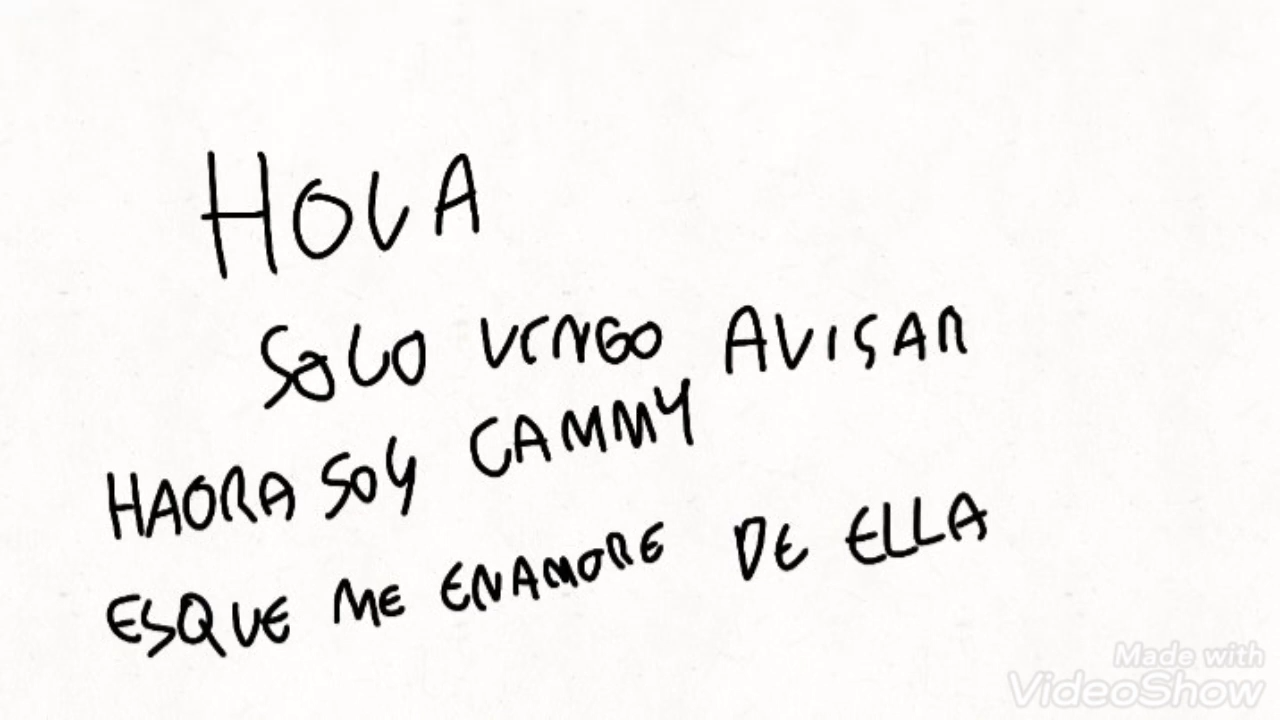 HOLA
SOLO VENGO AVISAR
HAORA SOY CAMMY
ESQUE ME ENAMORE DE ELLA
Made with
VideoShow